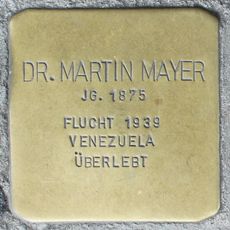 DR. MARTIN MAYER
JG. 1875
FLUCHT 1939
VENEZUELA
ÜBERLEBT